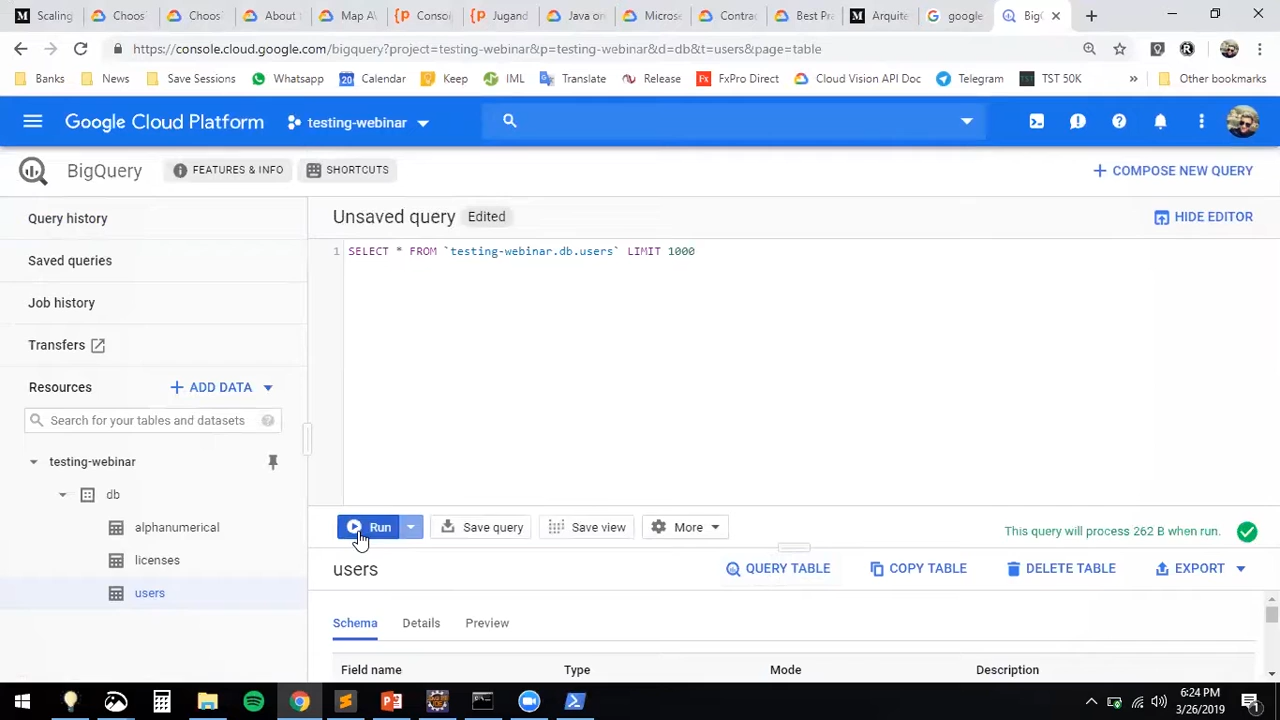 Scaling
Choos
Choos
About t
Map A
Conso
Jugand
Java on
Micros
Contra
Best Pr
Arquite
google
BigC
https://console.cloud.google.com/bigquery?project=testing-webinar&p=testing-webinar&d=db&t=users&page=table
Banks
News
Save Sessions
Whatsapp
Calendar
Keep
IML
Translate
Release
FxPro Direct
Cloud Vision API Doc
Telegram
TST 50K
»
Other bookmarks
Google Cloud Platform
testing-webinar
BigQuery
FEATURES & INFO
SHORTCUTS
+ COMPOSE NEW QUERY
Query history
Saved queries
Job history
Transfers
Resources
+ ADD DATA
Search for your tables and datasets
testing-webinar
db
alphanumerical
licenses
users
Unsaved query
Edited
HIDE EDITOR
1 SELECT * FROM `testing-webinar.db.users` LIMIT 1000
Run
Save query
Save view
More
This query will process 262 B when run.
users
QUERY TABLE
COPY TABLE
DELETE TABLE
EXPORT
Schema
Details
Preview
Field name
Type
Mode
Description
6:24 PM
3/26/2019